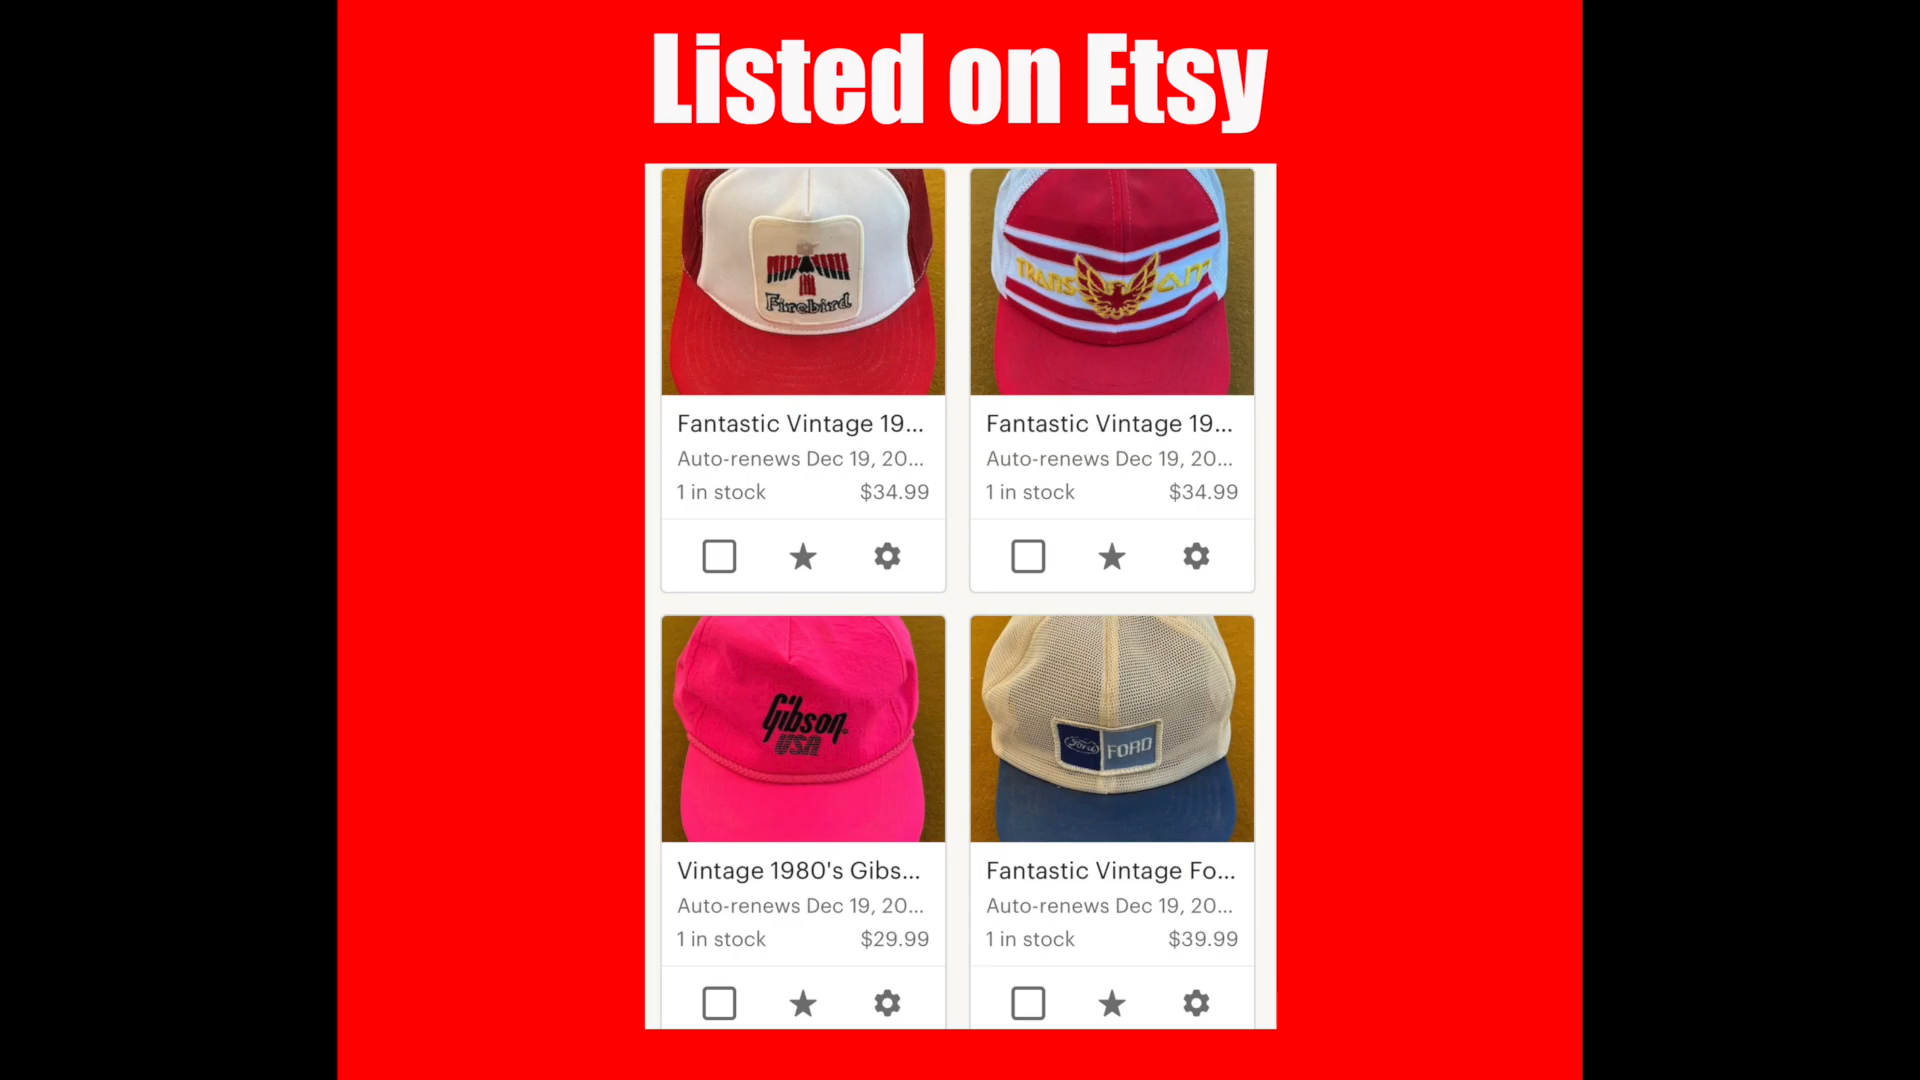 Listed on Etsy
Firebird
TRANS AM
Fantastic Vintage 19...
Auto-renews Dec 19, 20...
1 in stock $34.99
Fantastic Vintage 19...
Auto-renews Dec 19, 20...
1 in stock $34.99
Gibson
USA
Ford FORD
Vintage 1980's Gibs...
Auto-renews Dec 19, 20...
1 in stock $29.99
Fantastic Vintage Fo...
Auto-renews Dec 19, 20...
1 in stock $39.99